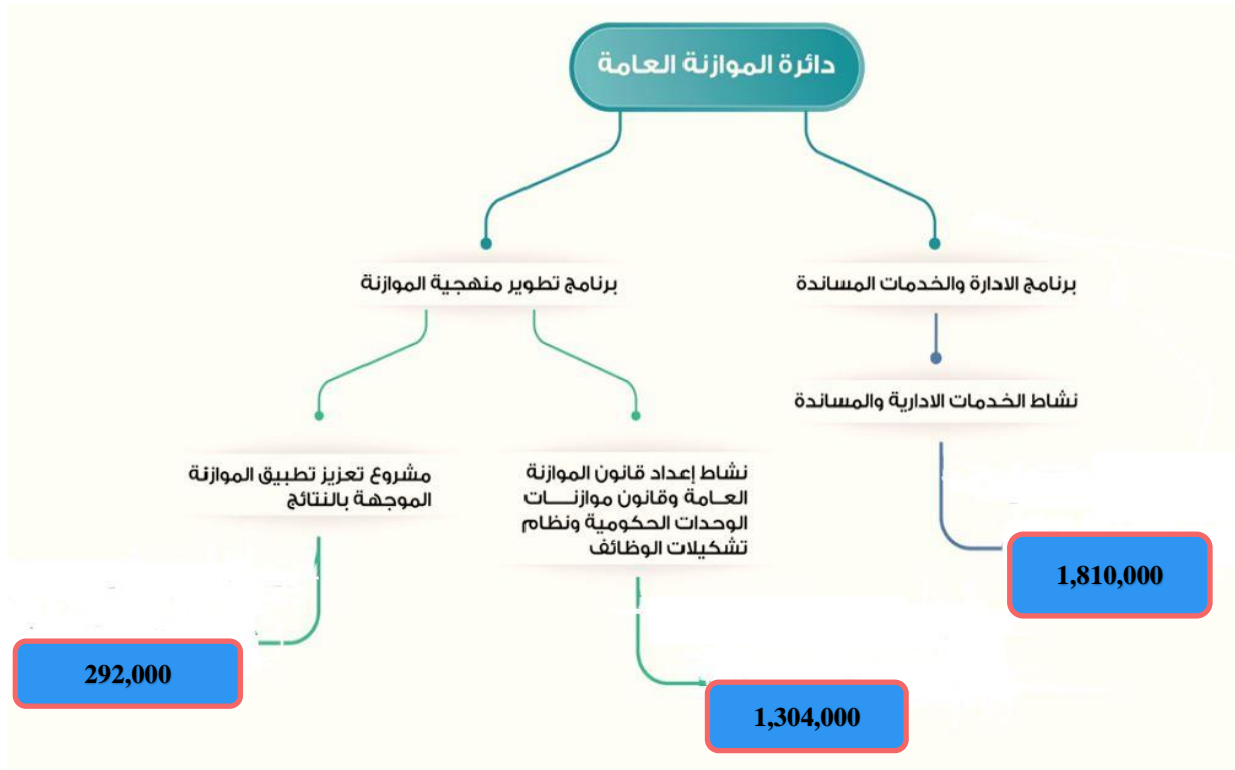 دائرة الموازنة العامة
برنامج الادارة والخدمات المساندة
برنامج تطوير منهجية الموازنة
نشاط الخدمات الادارية والمساندة
نشاط إعداد قانون الموازنة
العـامة وقانون موازنـــات
الوحدات الحكومية ونظام
تشكيلات الوظائف
مشروع تعزيز تطبيق الموازنة
الموجهة بالنتائج
1,810,000
1,304,000
292,000